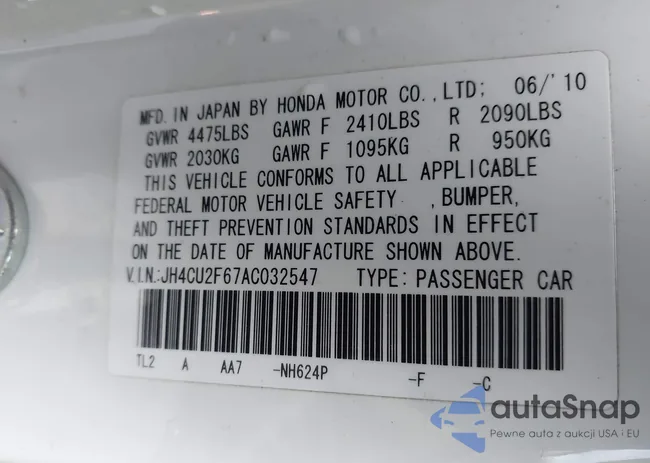 MFD. IN JAPAN BY HONDA MOTOR CO.,LTD; 06/'10
GVWR 4475LBS GAWR F 2410LBS R 2090LBS
GVWR 2030KG GAWR F 1095KG R 950KG
THIS VEHICLE CONFORMS TO ALL APPLICABLE
FEDERAL MOTOR VEHICLE SAFETY ,BUMPER,
AND THEFT PREVENTION STANDARDS IN EFFECT
ON THE DATE OF MANUFACTURE SHOWN ABOVE.
V.I.N.:JH4CU2F67AC032547 TYPE: PASSENGER CAR
TL2 A AA7 -NH624P -F -C
autaSnap
Pewne auta z aukcji USA i EU